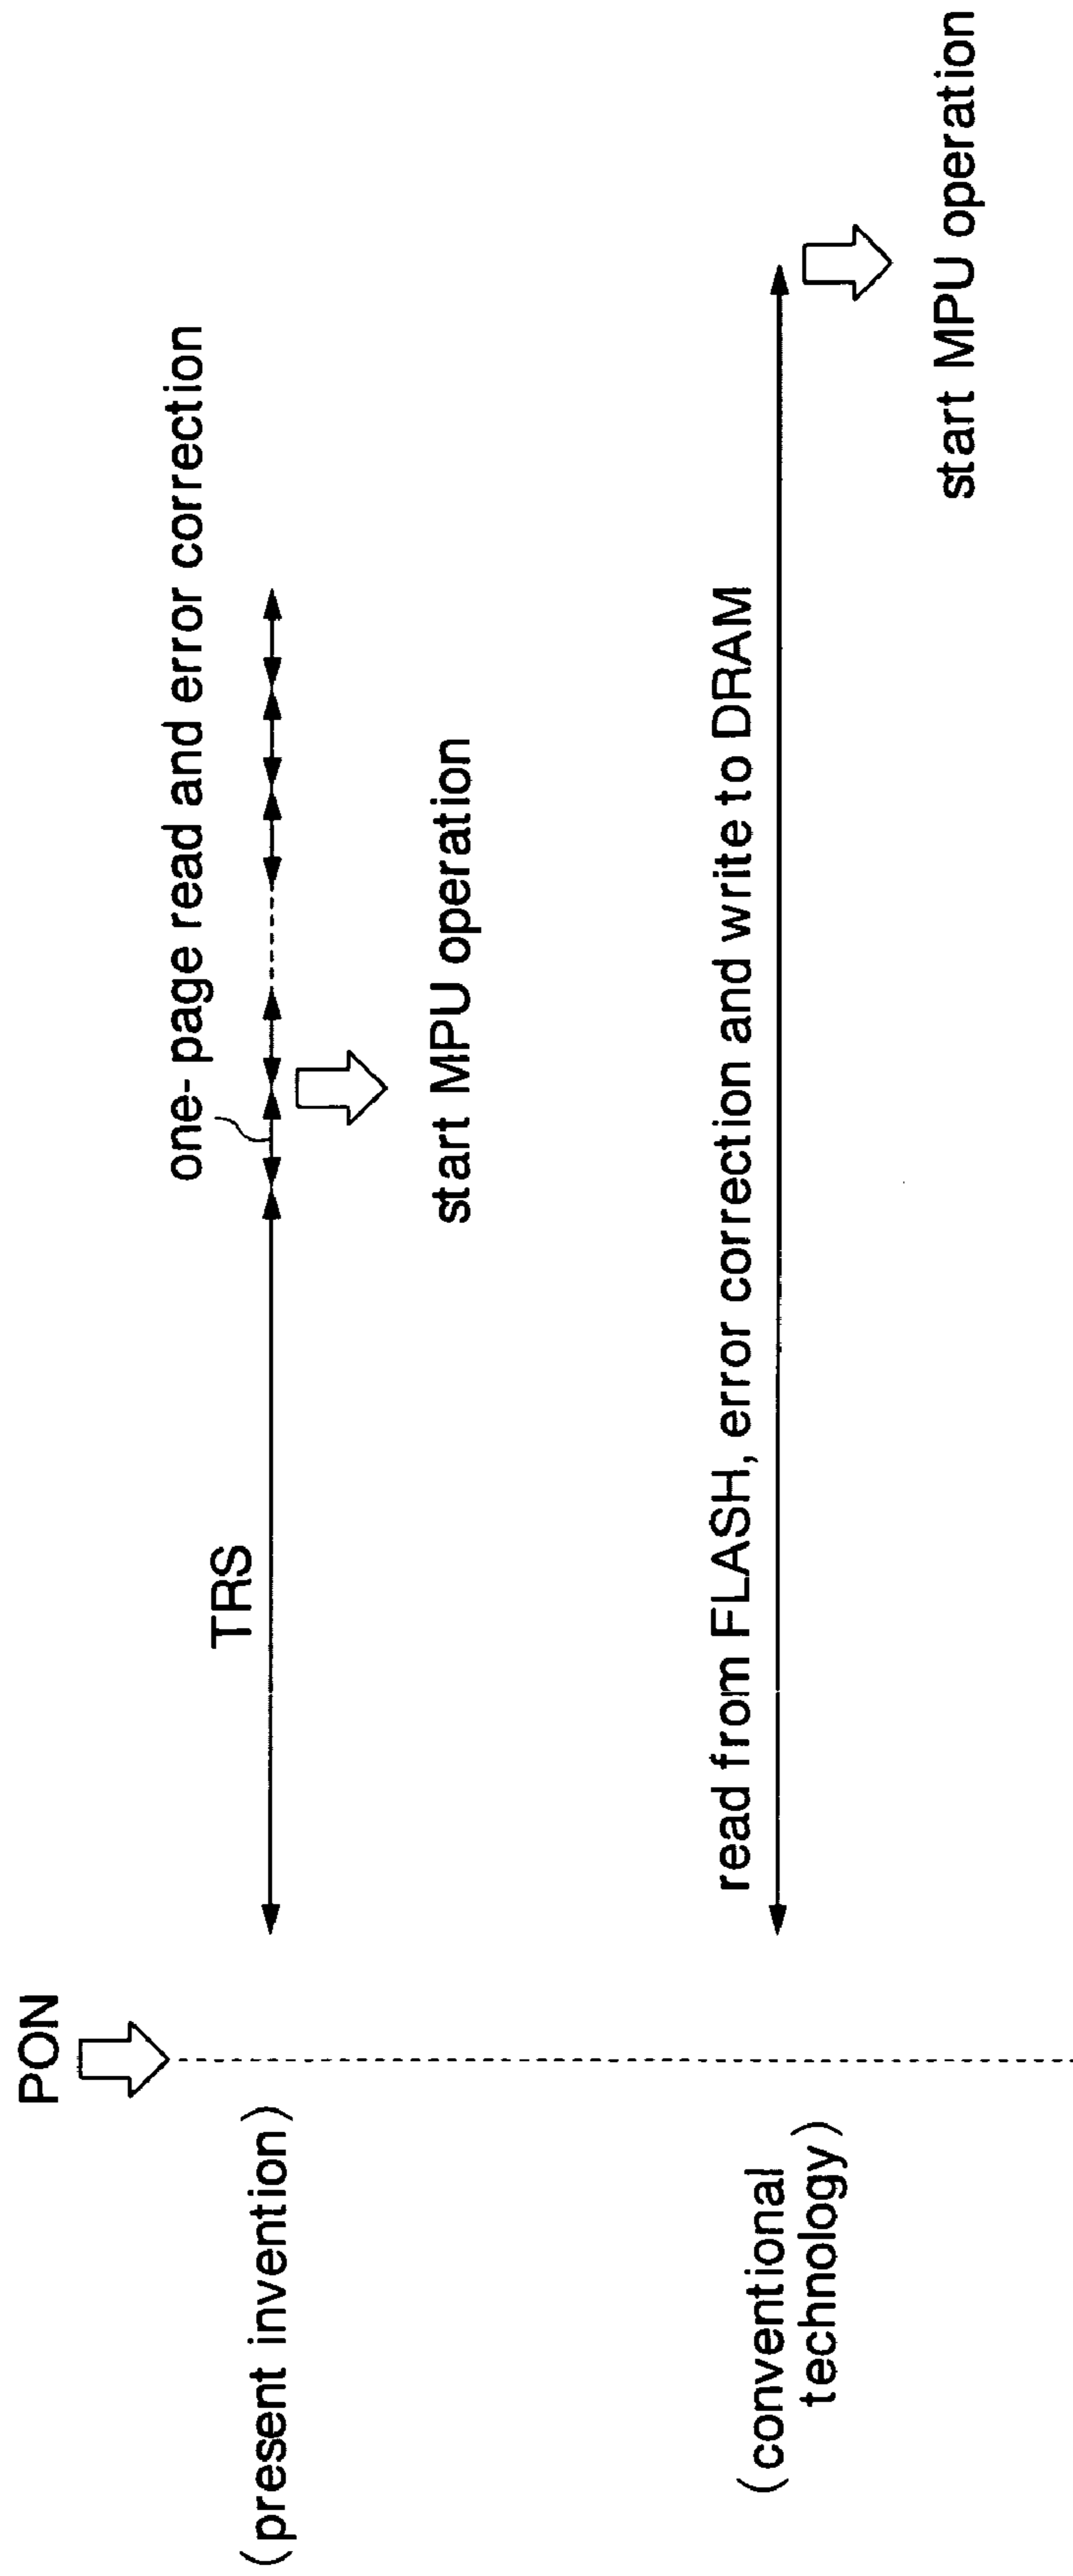 PON
(present invention)
TRS
one- page read and error correction
start MPU operation
(conventional
technology)
read from FLASH, error correction and write to DRAM
start MPU operation